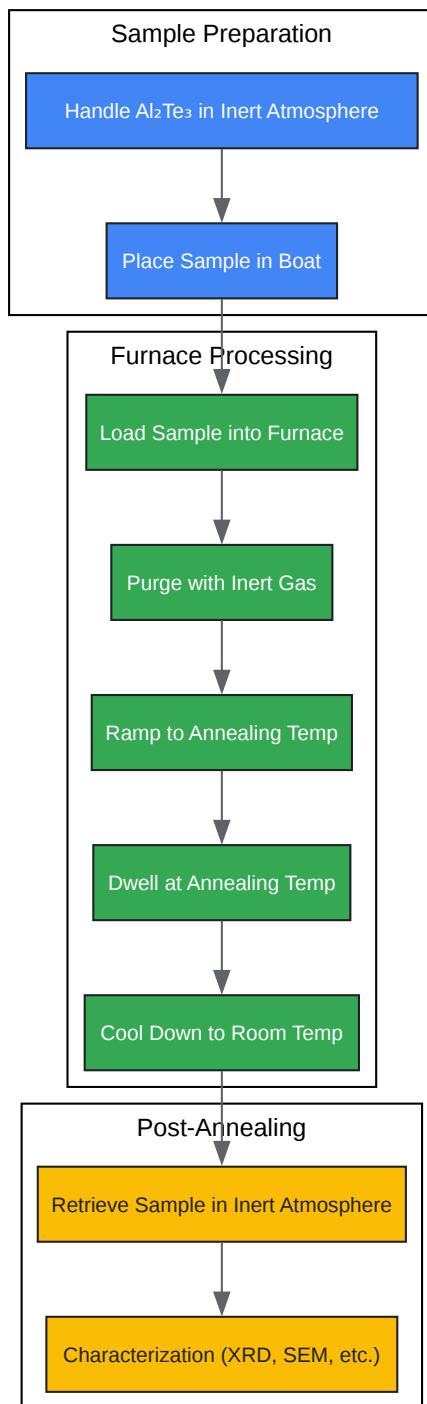 Sample Preparation
Handle Al₂Te₃ in Inert Atmosphere
Place Sample in Boat
Furnace Processing
Load Sample into Furnace
Purge with Inert Gas
Ramp to Annealing Temp
Dwell at Annealing Temp
Cool Down to Room Temp
Post-Annealing
Retrieve Sample in Inert Atmosphere
Characterization (XRD, SEM, etc.)